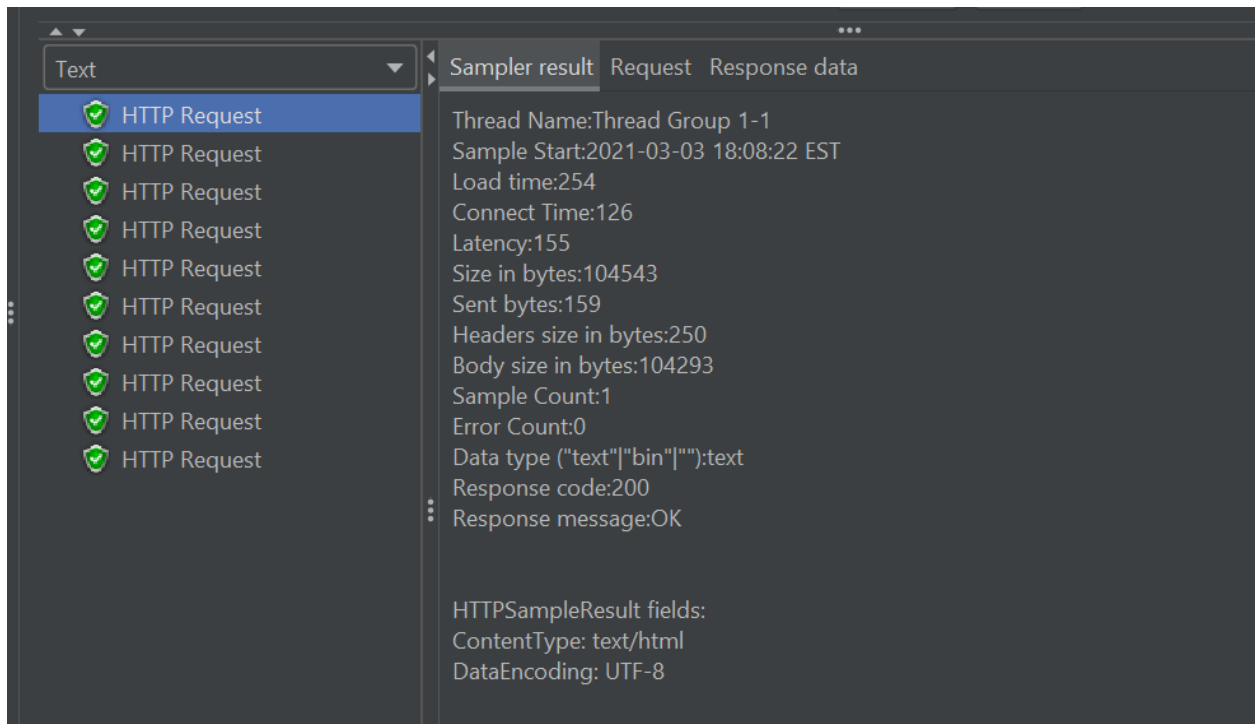 Text
HTTP Request
HTTP Request
HTTP Request
HTTP Request
HTTP Request
HTTP Request
HTTP Request
HTTP Request
HTTP Request
HTTP Request
Sampler result Request Response data
Thread Name:Thread Group 1-1
Sample Start:2021-03-03 18:08:22 EST
Load time:254
Connect Time:126
Latency:155
Size in bytes:104543
Sent bytes:159
Headers size in bytes:250
Body size in bytes:104293
Sample Count:1
Error Count:0
Data type ("text"|"bin"|""):text
Response code:200
Response message:OK
HTTPSampleResult fields:
ContentType: text/html
DataEncoding: UTF-8